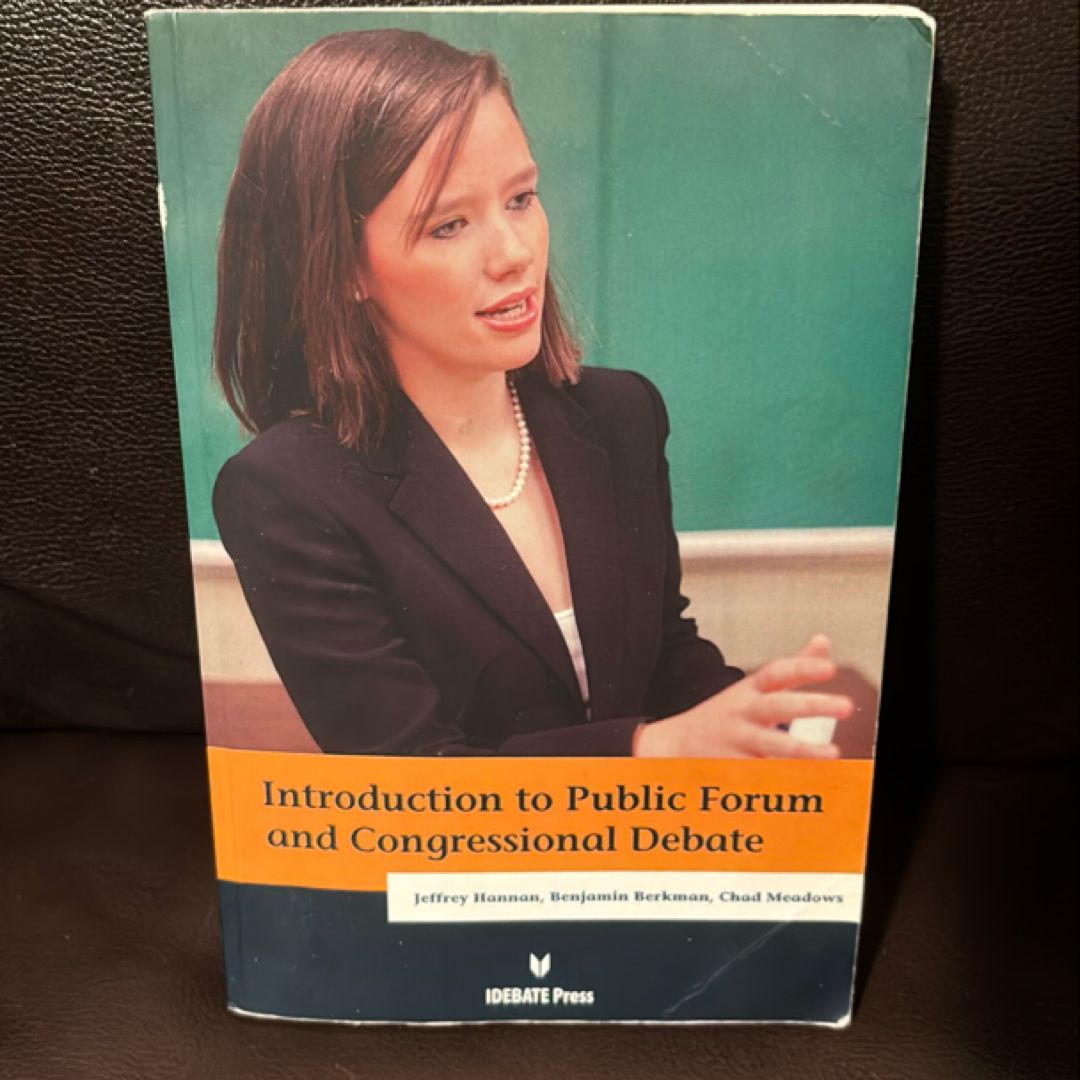 Introduction to Public Forum
and Congressional Debate
Jeffrey Hannan, Benjamin Berkman, Chad Meadows
IDEBATE Press